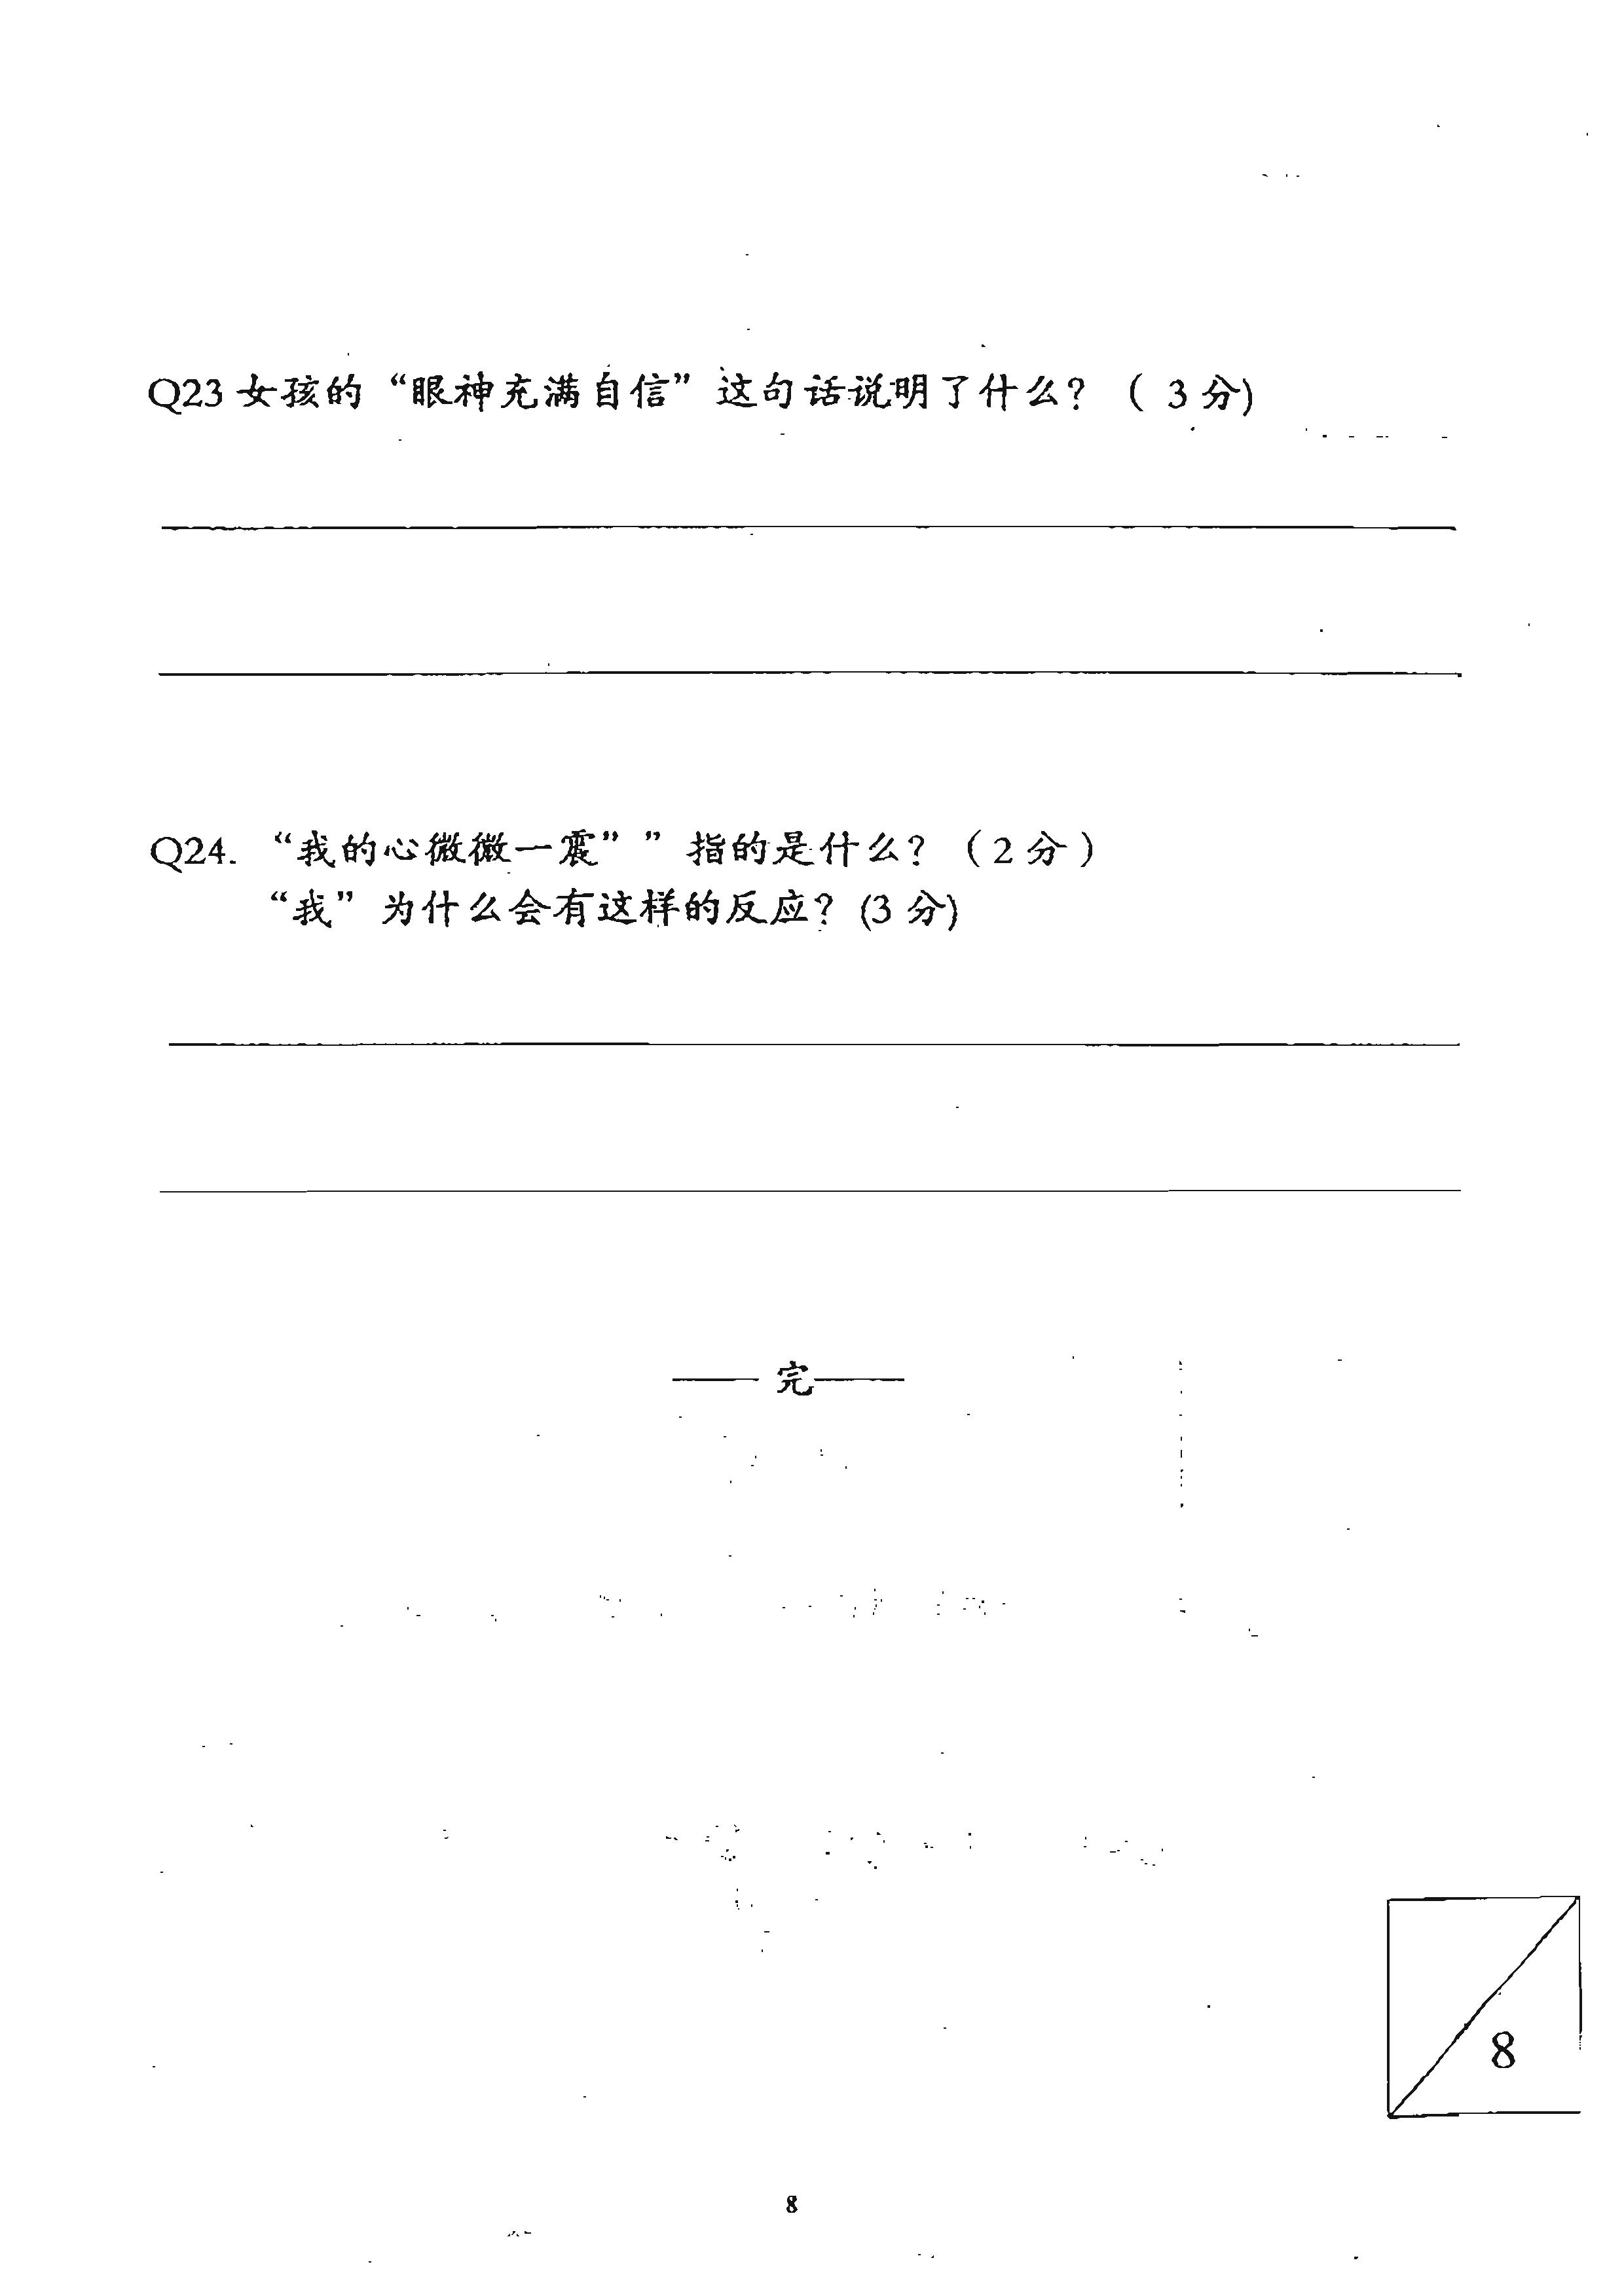 Q23 女孩的 “眼神充满自信” 这句话说明了什么? ( 3 分)
Q24. “我的心微微一震” ” 指的是什么? ( 2 分 )
“我” 为什么会有这样的反应? (3 分)
—— 完——
8
8